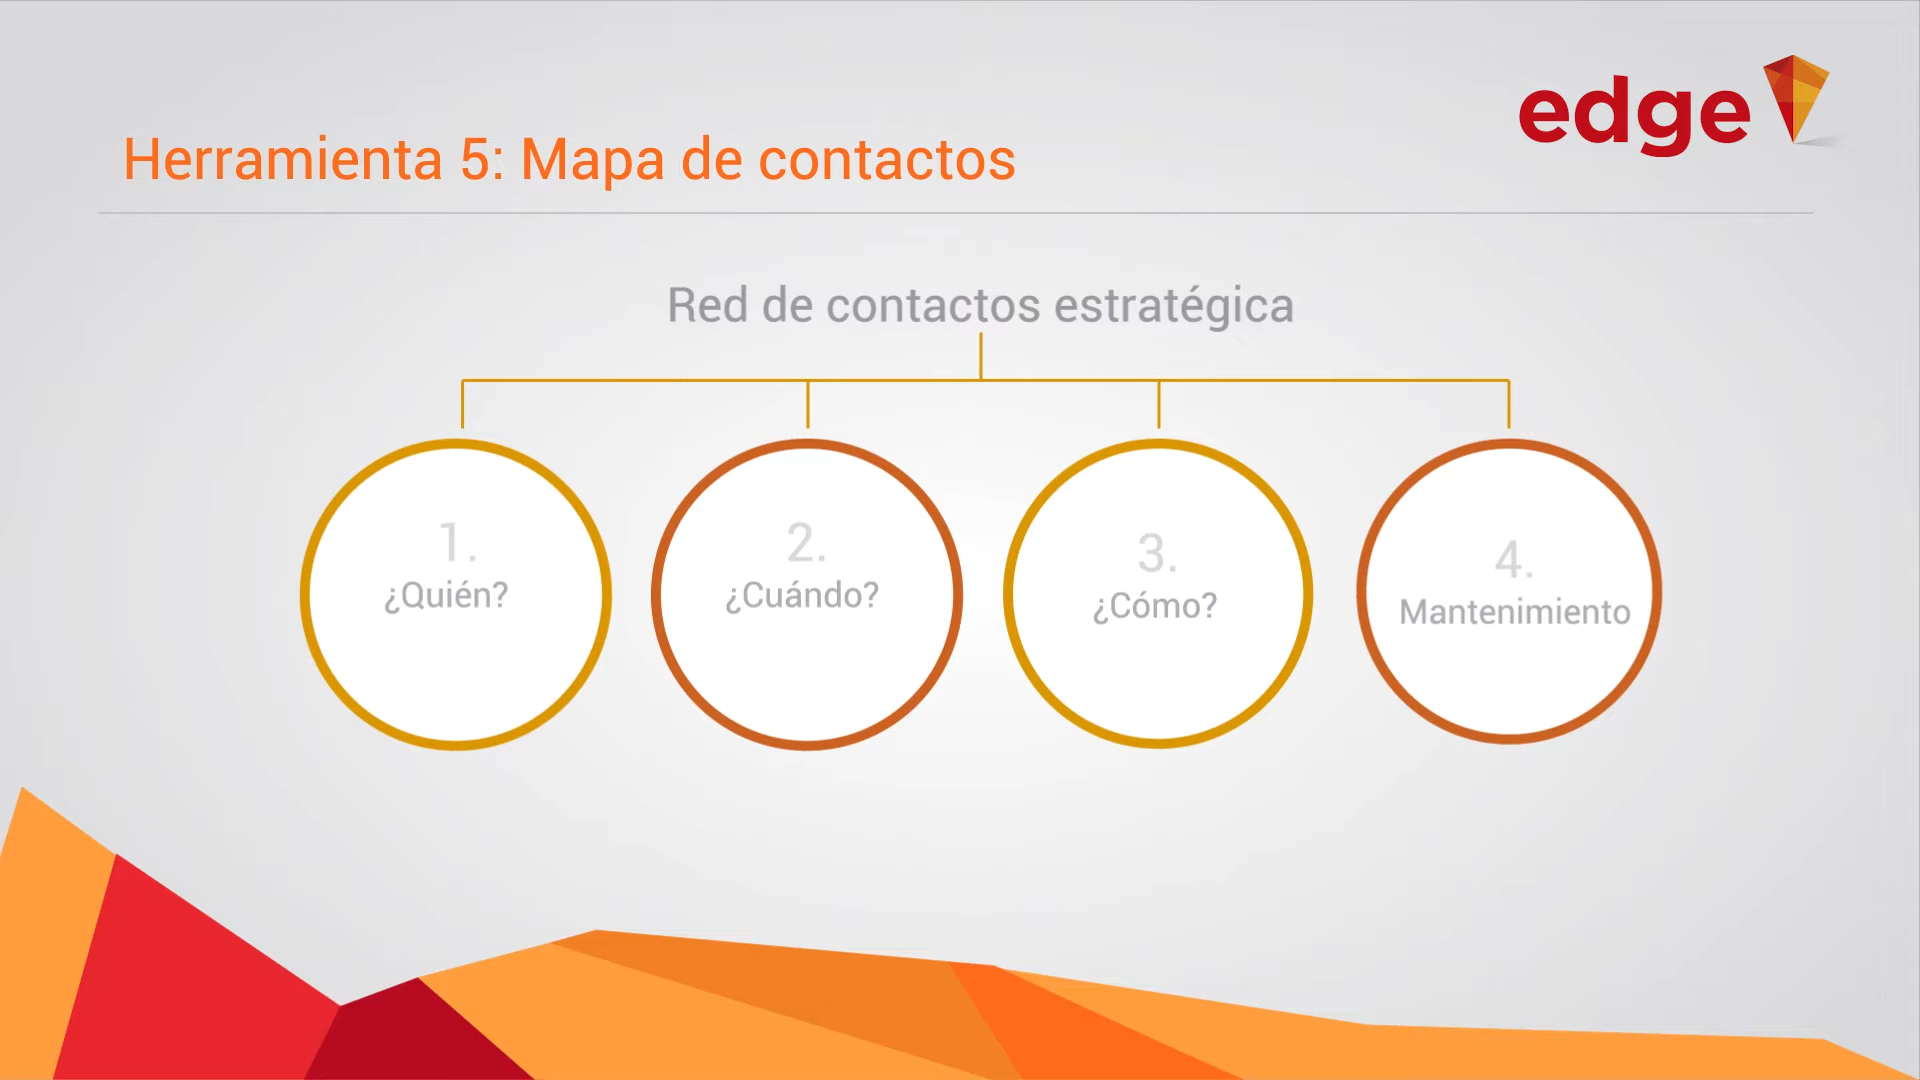 edge
Herramienta 5: Mapa de contactos
Red de contactos estratégica
1.
¿Quién?
2.
¿Cuándo?
3.
¿Cómo?
4.
Mantenimiento